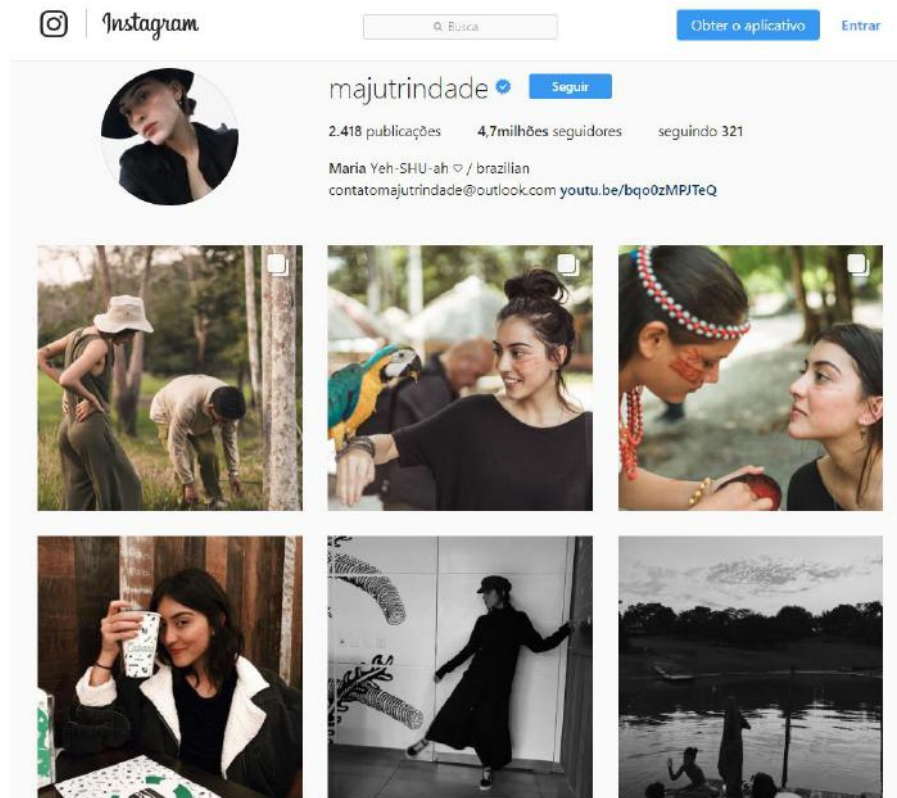 Instagram
Busca
Obter o aplicativo
Entrar
majutrindade
Seguir
2.418 publicações 4,7milhões seguidores seguindo 321
Maria Yeh-SHU-ah ♡ / brazilian
contatomajutrindade@outlook.com youtu.be/bqo0zMPJTeQ
Cabana